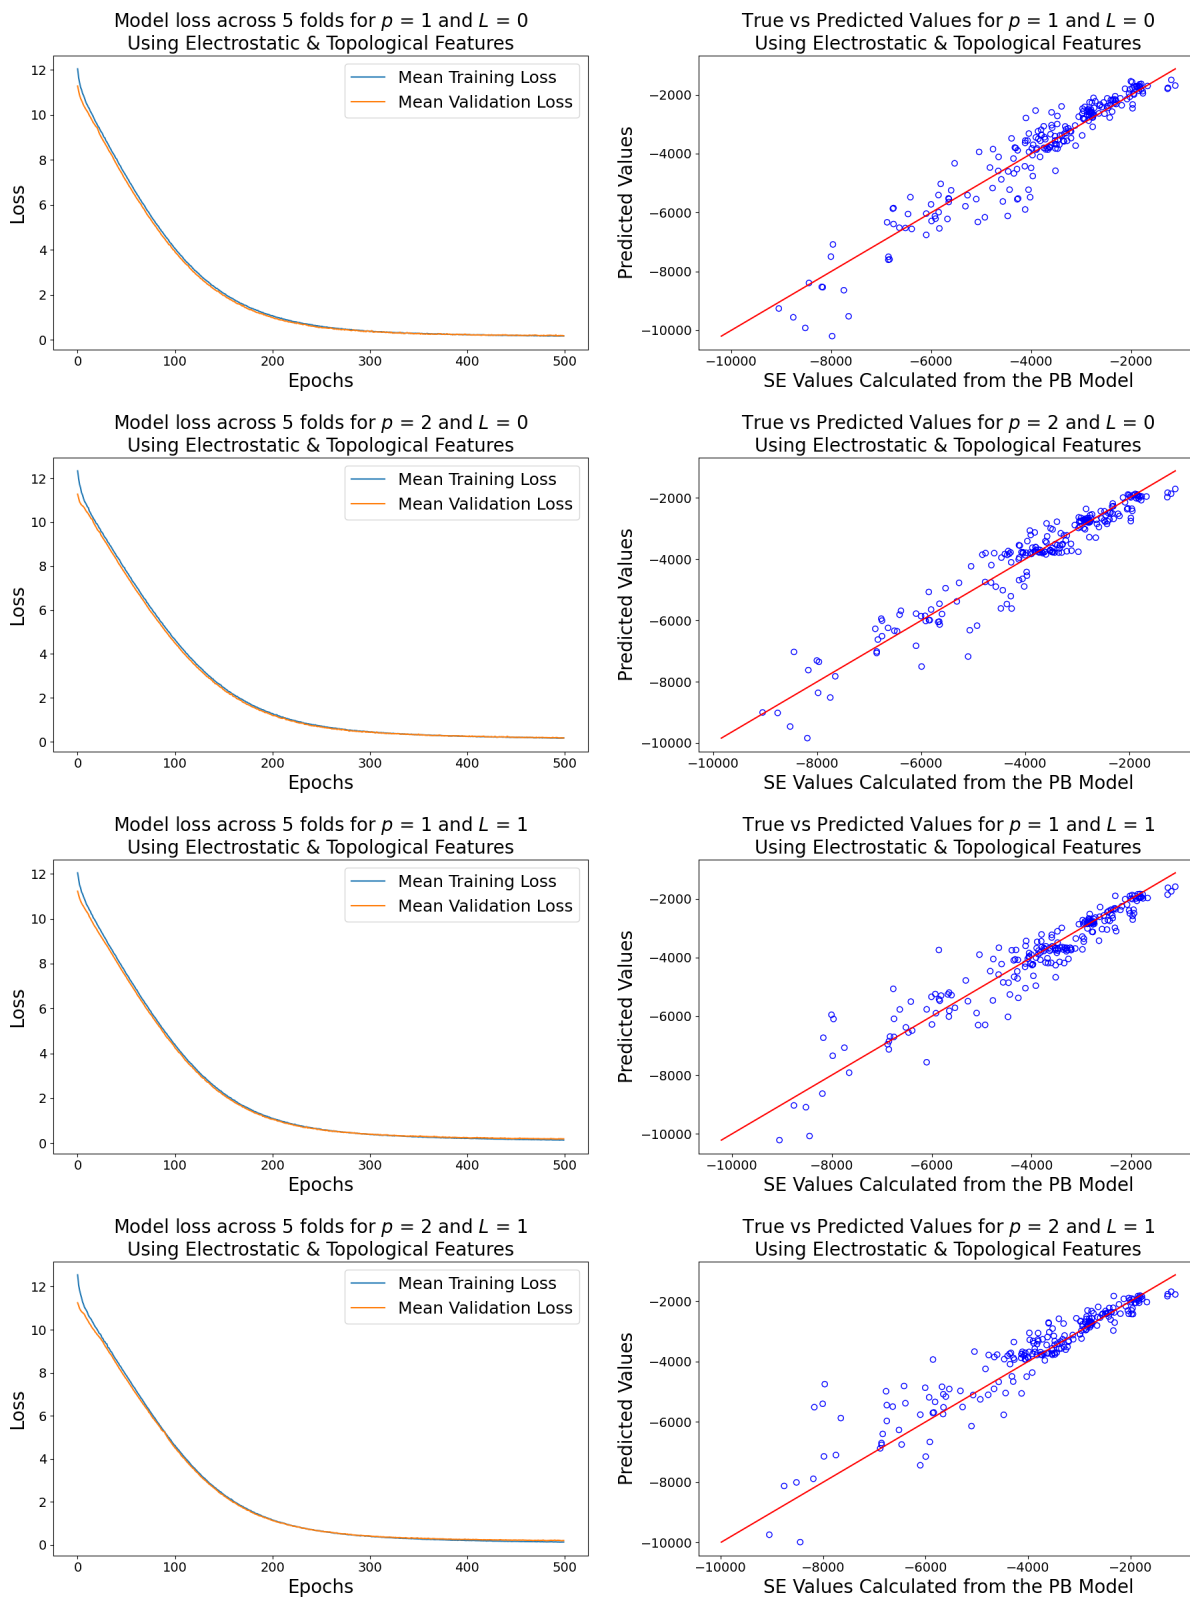 Model loss across 5 folds for p = 1 and L = 0
Using Electrostatic & Topological Features
Mean Training Loss
Mean Validation Loss
12
10
8
6
4
2
0
Loss
0 100 200 300 400 500
Epochs
True vs Predicted Values for p = 1 and L = 0
Using Electrostatic & Topological Features
−2000
−4000
−6000
−8000
−10000
Predicted Values
−10000 −8000 −6000 −4000 −2000
SE Values Calculated from the PB Model
Model loss across 5 folds for p = 2 and L = 0
Using Electrostatic & Topological Features
Mean Training Loss
Mean Validation Loss
12
10
8
6
4
2
0
Loss
0 100 200 300 400 500
Epochs
True vs Predicted Values for p = 2 and L = 0
Using Electrostatic & Topological Features
−2000
−4000
−6000
−8000
−10000
Predicted Values
−10000 −8000 −6000 −4000 −2000
SE Values Calculated from the PB Model
Model loss across 5 folds for p = 1 and L = 1
Using Electrostatic & Topological Features
Mean Training Loss
Mean Validation Loss
12
10
8
6
4
2
0
Loss
0 100 200 300 400 500
Epochs
True vs Predicted Values for p = 1 and L = 1
Using Electrostatic & Topological Features
−2000
−4000
−6000
−8000
−10000
Predicted Values
−10000 −8000 −6000 −4000 −2000
SE Values Calculated from the PB Model
Model loss across 5 folds for p = 2 and L = 1
Using Electrostatic & Topological Features
Mean Training Loss
Mean Validation Loss
12
10
8
6
4
2
0
Loss
0 100 200 300 400 500
Epochs
True vs Predicted Values for p = 2 and L = 1
Using Electrostatic & Topological Features
−2000
−4000
−6000
−8000
−10000
Predicted Values
−10000 −8000 −6000 −4000 −2000
SE Values Calculated from the PB Model